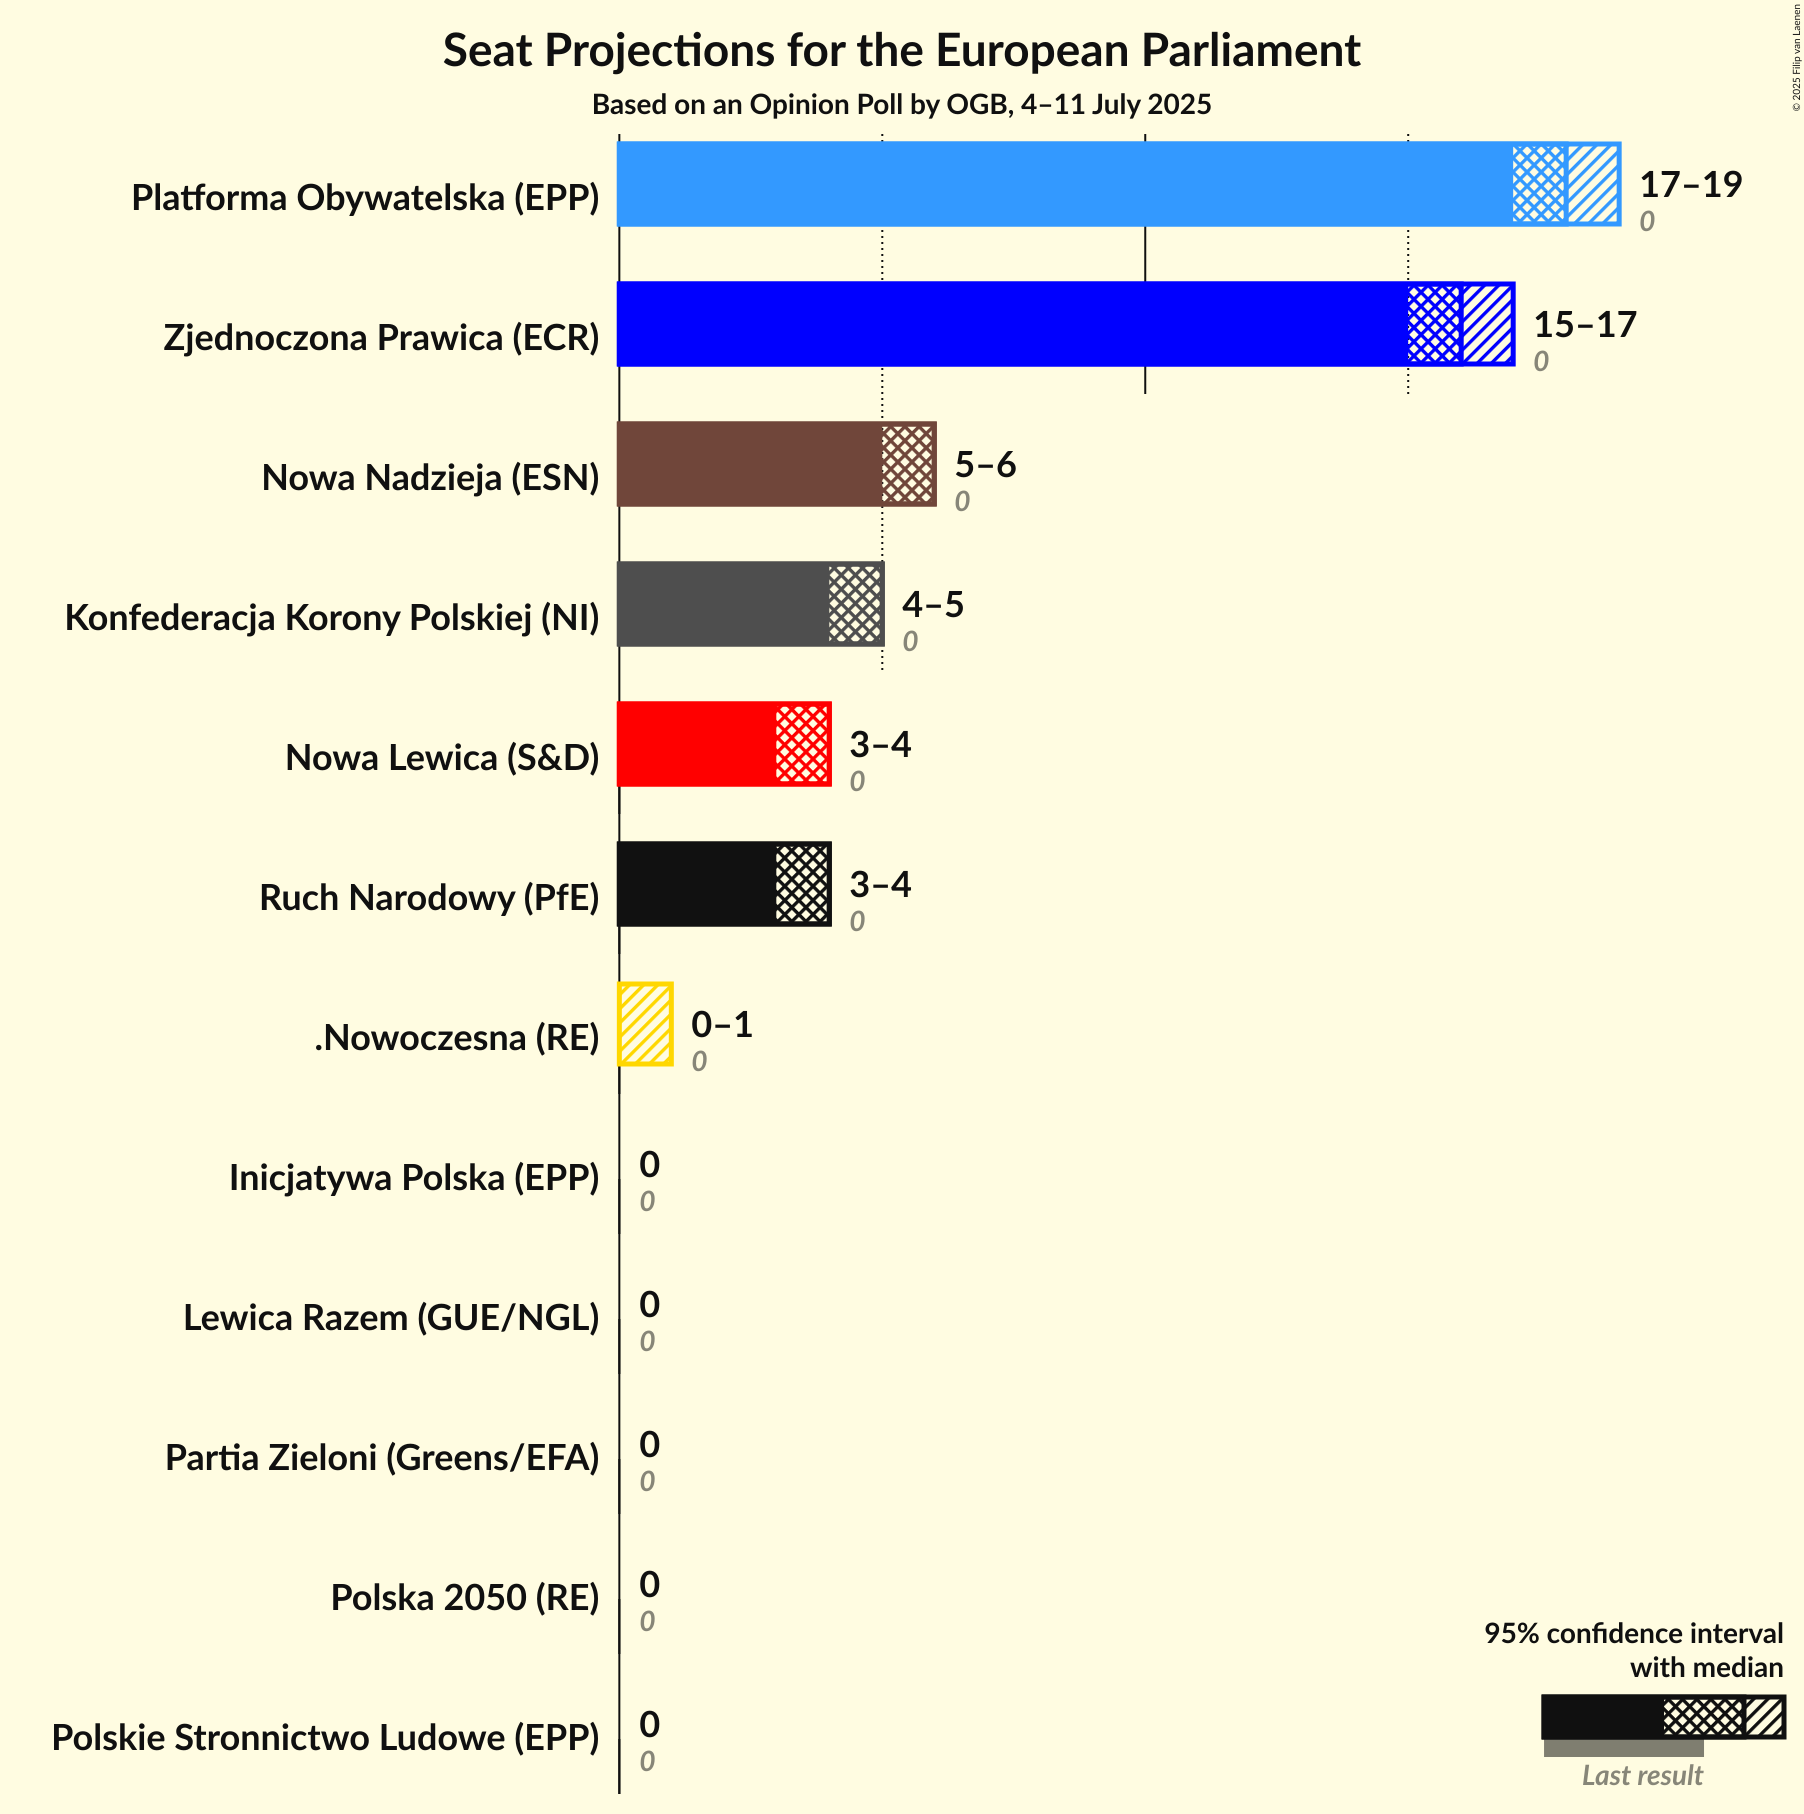 Seat Projections for the European Parliament
Based on an Opinion Poll by OGB, 4–11 July 2025
© 2025 Filip van Laenen
Platforma Obywatelska (EPP)
17–19
0
Zjednoczona Prawica (ECR)
15–17
0
Nowa Nadzieja (ESN)
5–6
0
Konfederacja Korony Polskiej (NI)
4–5
0
Nowa Lewica (S&D)
3–4
0
Ruch Narodowy (PfE)
3–4
0
.Nowoczesna (RE)
0–1
0
Inicjatywa Polska (EPP)
0
0
Lewica Razem (GUE/NGL)
0
0
Partia Zieloni (Greens/EFA)
0
0
Polska 2050 (RE)
0
0
Polskie Stronnictwo Ludowe (EPP)
0
0
95% confidence interval
with median
Last result